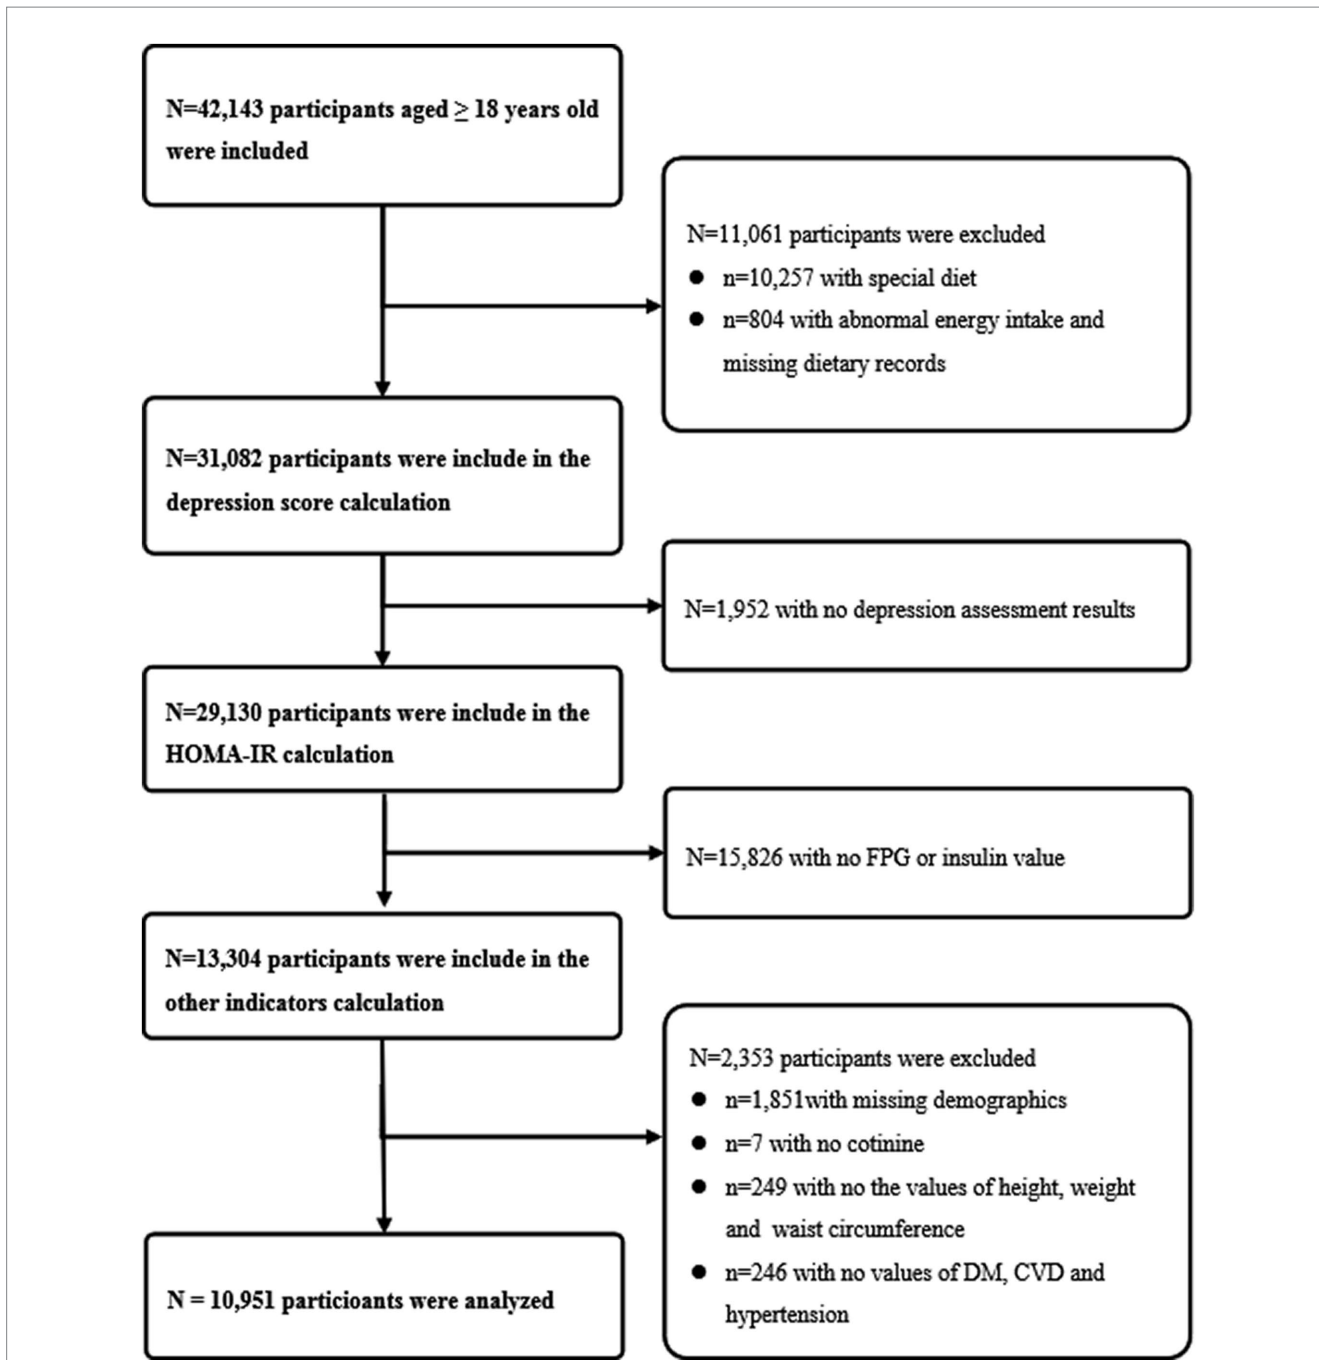 N=42,143 participants aged ≥ 18 years old
were included
N=11,061 participants were excluded
● n=10,257 with special diet
● n=804 with abnormal energy intake and
missing dietary records
N=31,082 participants were include in the
depression score calculation
N=1,952 with no depression assessment results
N=29,130 participants were include in the
HOMA-IR calculation
N=15,826 with no FPG or insulin value
N=13,304 participants were include in the
other indicators calculation
N=2,353 participants were excluded
● n=1,851with missing demographics
● n=7 with no cotinine
● n=249 with no the values of height, weight
and waist circumference
● n=246 with no values of DM, CVD and
hypertension
N = 10,951 particioants were analyzed